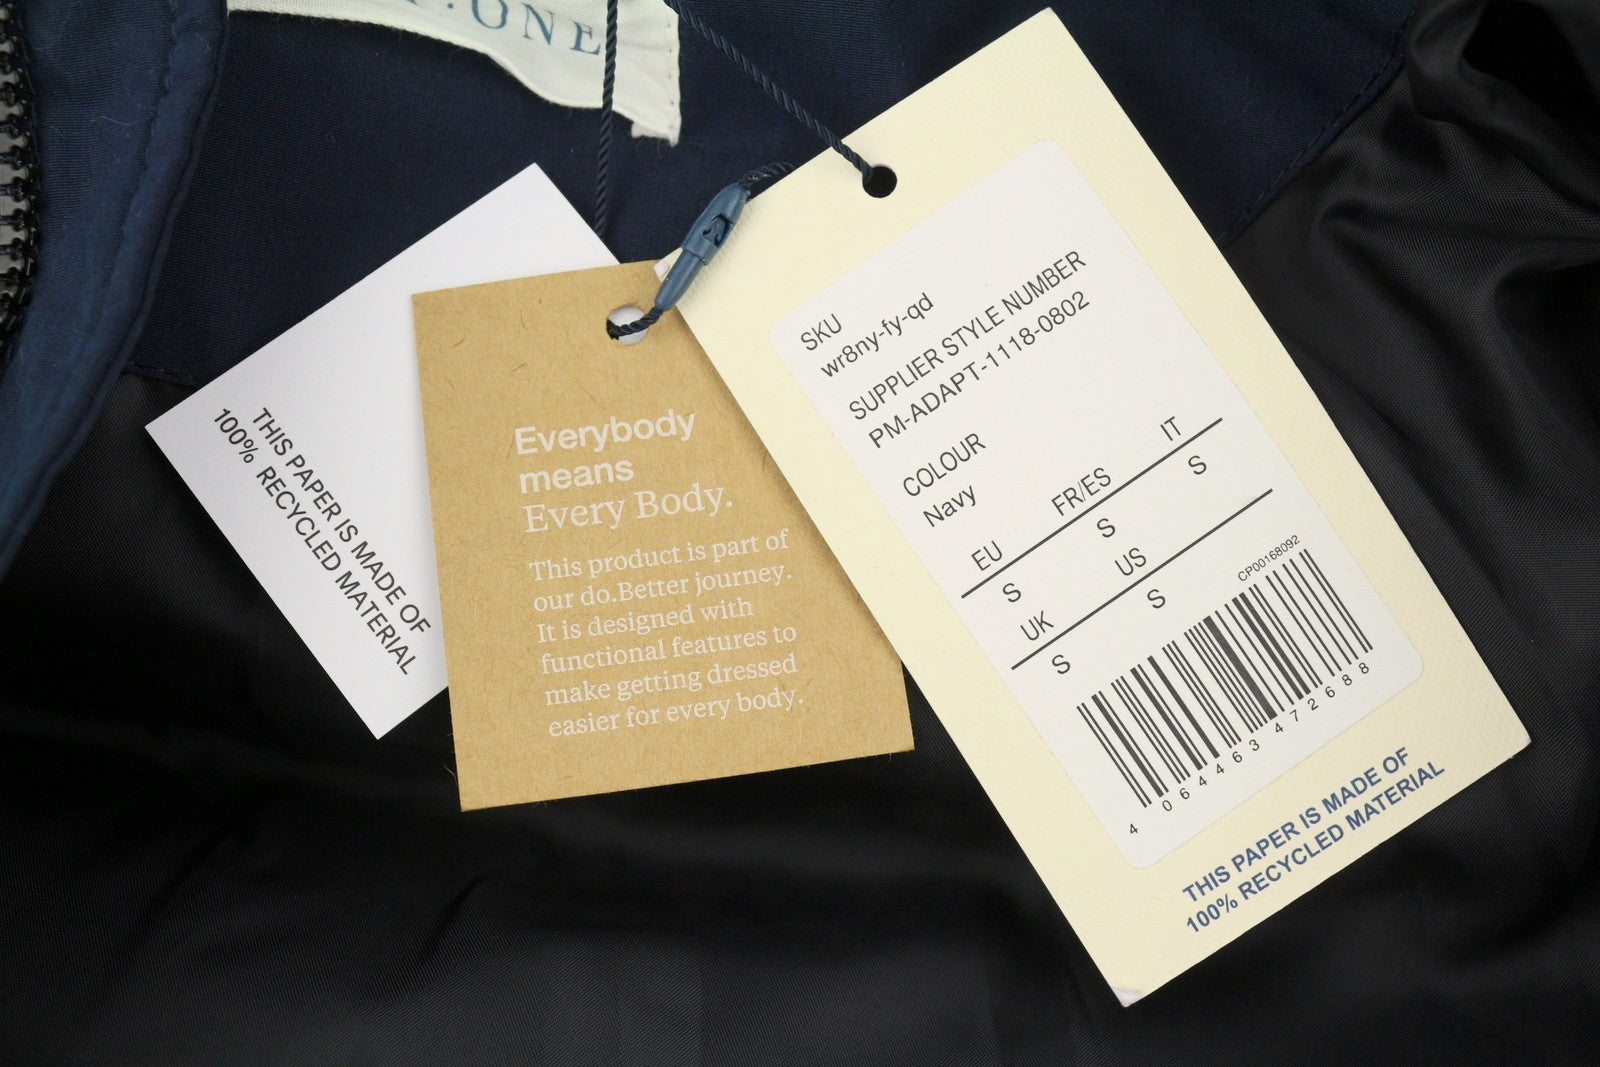 ONE
THIS PAPER IS MADE OF
100% RECYCLED MATERIAL
Everybody
means
Every Body.
This product is part of
our do.Better journey.
It is designed with
functional features to
make getting dressed
easier for every body.
SKU
wr8ny-fy-qd
SUPPLIER STYLE NUMBER
PM-ADAPT-1118-0802
COLOUR
Navy
EU FR/ES IT
S S S
UK US
S S
CP00168092
4 064463 472688
THIS PAPER IS MADE OF
100% RECYCLED MATERIAL